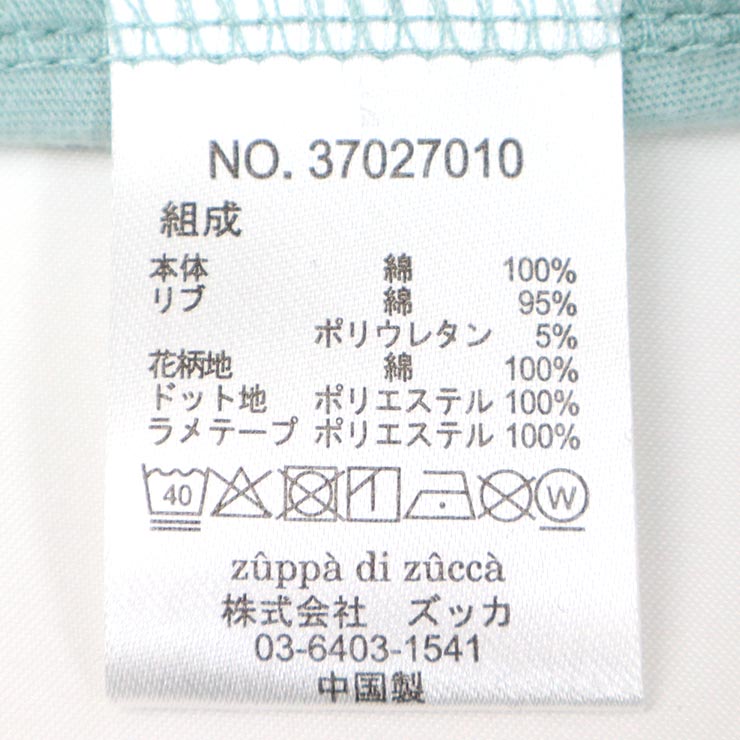 NO. 37027010
組成
本体 綿 100%
リブ 綿 95%
ポリウレタン 5%
花柄地 綿 100%
ドット地 ポリエステル 100%
ラメテープ ポリエステル 100%
40 W
zûppà di zûccà
株式会社 ズッカ
03-6403-1541
中国製